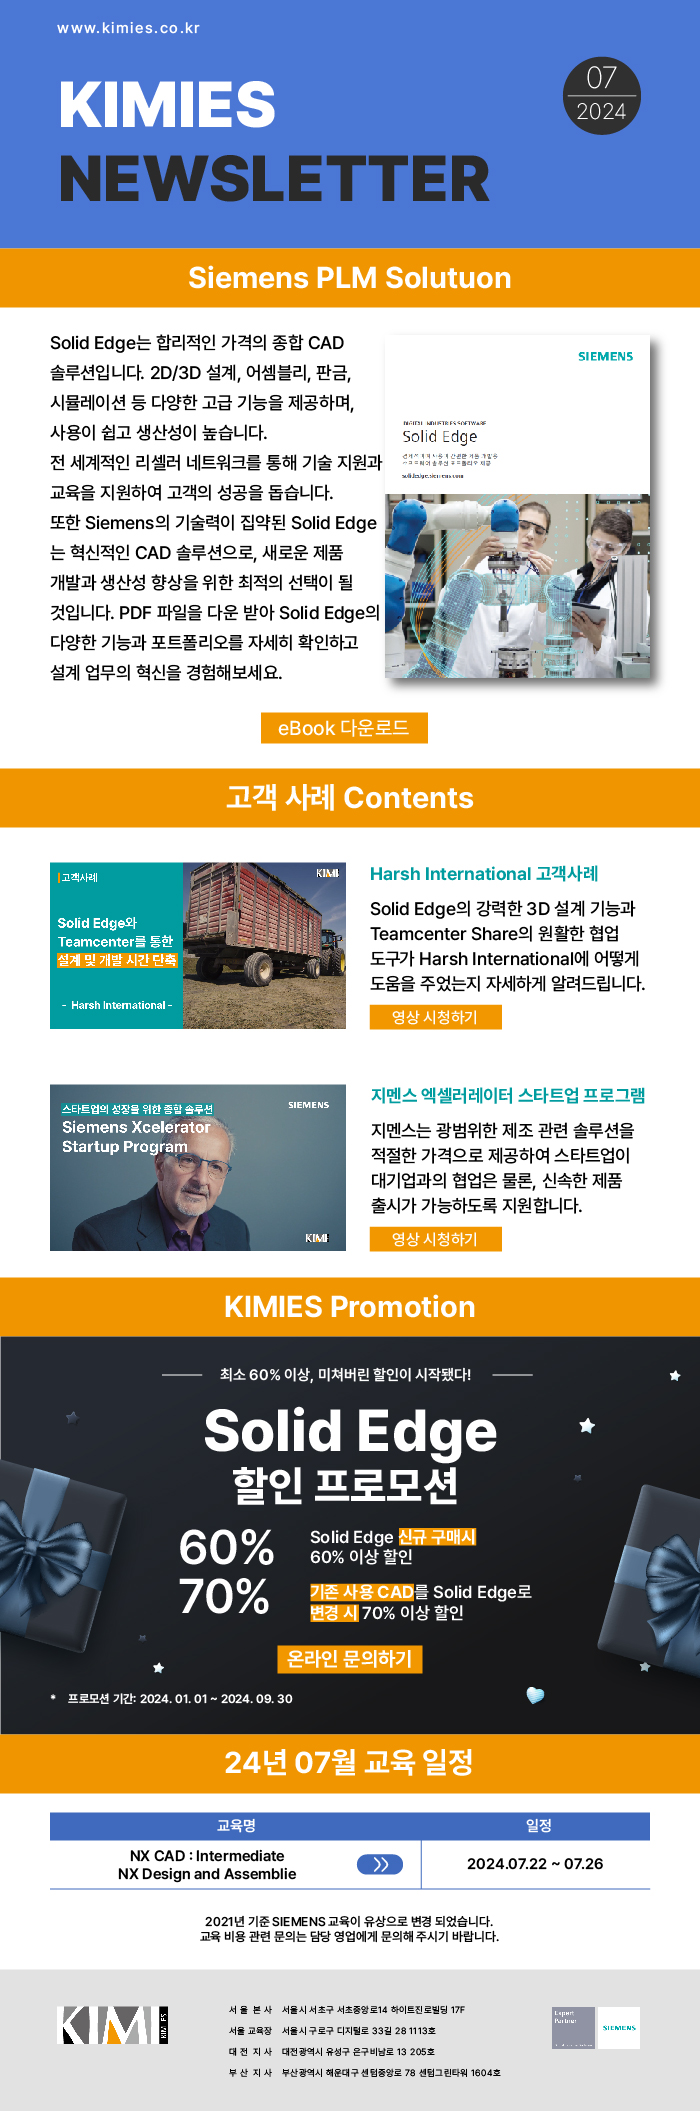 www.kimies.co.kr
KIMIES
NEWSLETTER
07
2024
Siemens PLM Solutuon
Solid Edge는 합리적인 가격의 종합 CAD
솔루션입니다. 2D/3D 설계, 어셈블리, 판금,
시뮬레이션 등 다양한 고급 기능을 제공하며,
사용이 쉽고 생산성이 높습니다.
전 세계적인 리셀러 네트워크를 통해 기술 지원과
교육을 지원하여 고객의 성공을 돕습니다.
또한 Siemens의 기술력이 집약된 Solid Edge
는 혁신적인 CAD 솔루션으로, 새로운 제품
개발과 생산성 향상을 위한 최적의 선택이 될
것입니다. PDF 파일을 다운 받아 Solid Edge의
다양한 기능과 포트폴리오를 자세히 확인하고
설계 업무의 혁신을 경험해보세요.
SIEMENS
DIGITAL INDUSTRIES SOFTWARE
Solid Edge
solidedge.siemens.com
eBook 다운로드
고객 사례 Contents
고객사례
KIMI
Solid Edge와
Teamcenter를 통한
설계 및 개발 시간 단축
- Harsh International -
Harsh International 고객사례
Solid Edge의 강력한 3D 설계 기능과
Teamcenter Share의 원활한 협업
도구가 Harsh International에 어떻게
도움을 주었는지 자세하게 알려드립니다.
영상 시청하기
스타트업의 성장을 위한 종합 솔루션
SIEMENS
Siemens Xcelerator
Startup Program
KIMI
지멘스 엑셀러레이터 스타트업 프로그램
지멘스는 광범위한 제조 관련 솔루션을
적절한 가격으로 제공하여 스타트업이
대기업과의 협업은 물론, 신속한 제품
출시가 가능하도록 지원합니다.
영상 시청하기
KIMIES Promotion
최소 60% 이상, 미쳐버린 할인이 시작됐다!
Solid Edge
할인 프로모션
60%
Solid Edge 신규 구매시
60% 이상 할인
70%
기존 사용 CAD를 Solid Edge로
변경 시 70% 이상 할인
온라인 문의하기
* 프로모션 기간: 2024. 01. 01 ~ 2024. 09. 30
24년 07월 교육 일정
교육명 일정
NX CAD : Intermediate
NX Design and Assemblie
2024.07.22 ~ 07.26
2021년 기준 SIEMENS 교육이 유상으로 변경 되었습니다.
교육 비용 관련 문의는 담당 영업에게 문의해 주시기 바랍니다.
KIMI IES
서울 본사 서울시 서초구 서초중앙로14 하이트진로빌딩 17F
서울 교육장 서울시 구로구 디지털로 33길 28 1113호
대전 지사 대전광역시 유성구 은구비남로 13 205호
부산 지사 부산광역시 해운대구 센텀중앙로 78 센텀그린타워 1604호
Expert
Partner
SIEMENS